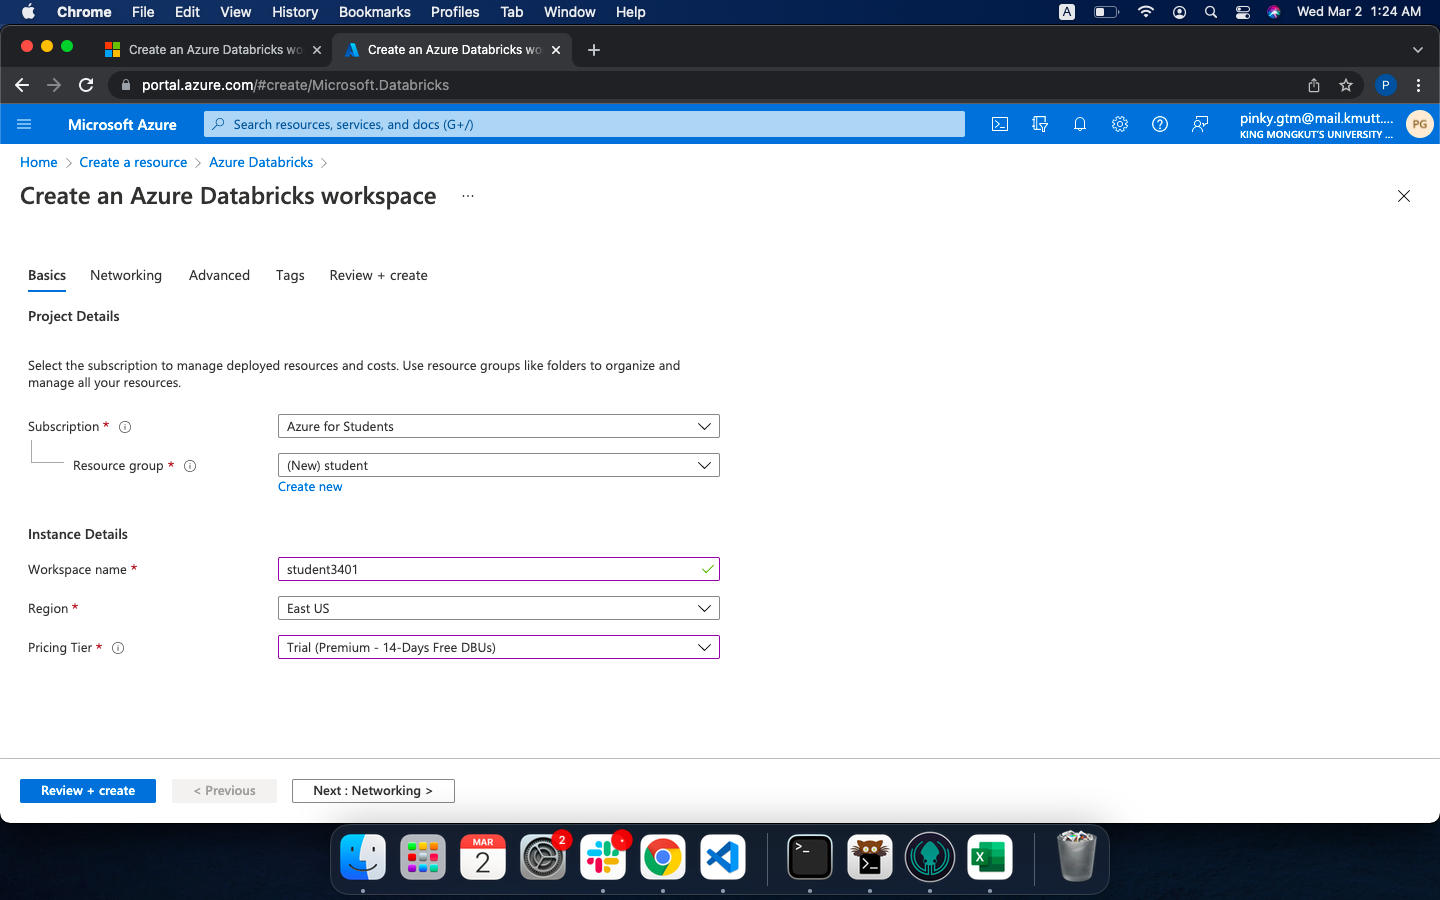 Chrome File Edit View History Bookmarks Profiles Tab Window Help A Wed Mar 2 1:24 AM
Create an Azure Databricks wo Create an Azure Databricks wo
portal.azure.com/#create/Microsoft.Databricks P
Microsoft Azure Search resources, services, and docs (G+/) pinky.gtm@mail.kmutt.... PG
KING MONGKUT'S UNIVERSITY ...
Home > Create a resource > Azure Databricks >
Create an Azure Databricks workspace ...
Basics Networking Advanced Tags Review + create
Project Details
Select the subscription to manage deployed resources and costs. Use resource groups like folders to organize and
manage all your resources.
Subscription * Azure for Students
Resource group * (New) student
Create new
Instance Details
Workspace name * student3401
Region * East US
Pricing Tier * Trial (Premium - 14-Days Free DBUs)
Review + create < Previous Next : Networking >
MAR 2 2 >_ >_ X